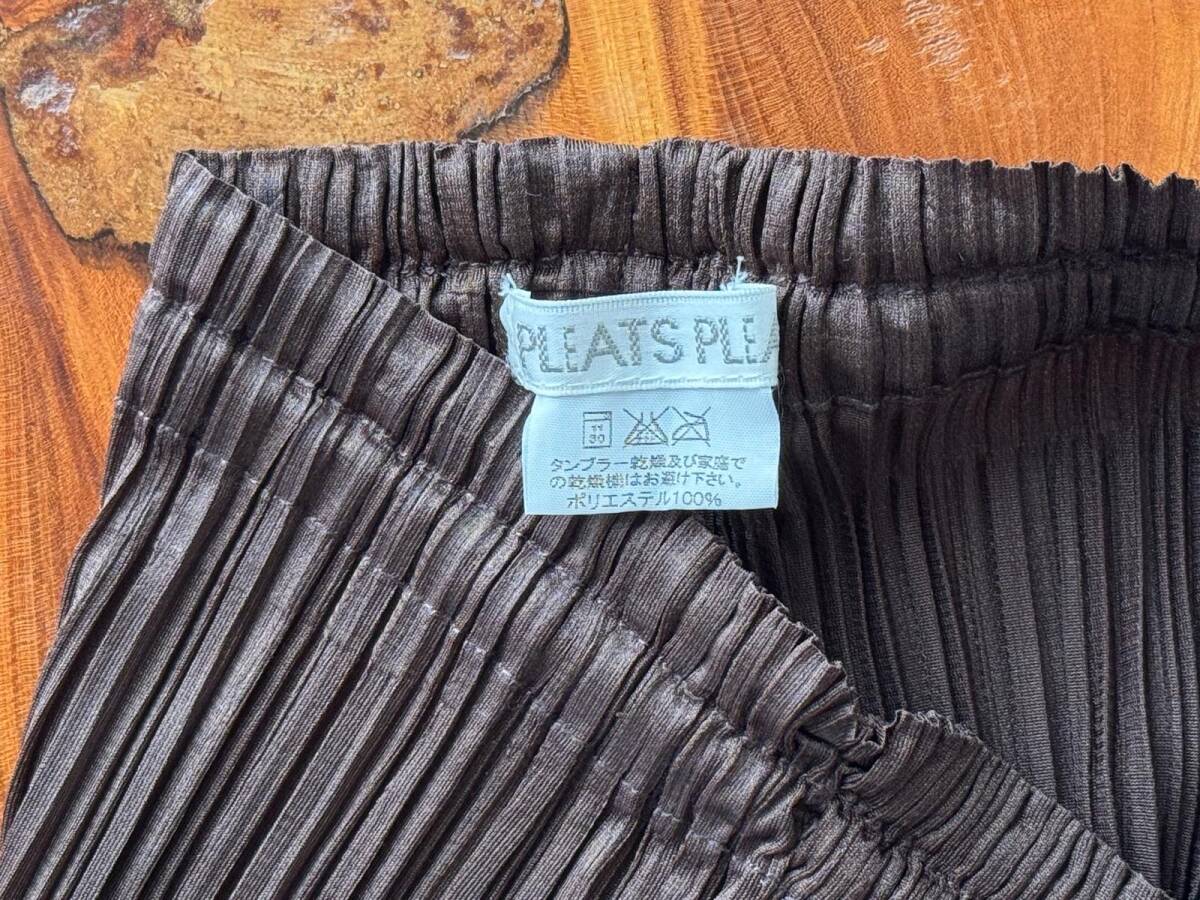 PLEATS PLEA
11
30
タンブラー乾燥及び家庭で
の乾燥機はお避け下さい。
ポリエステル100%